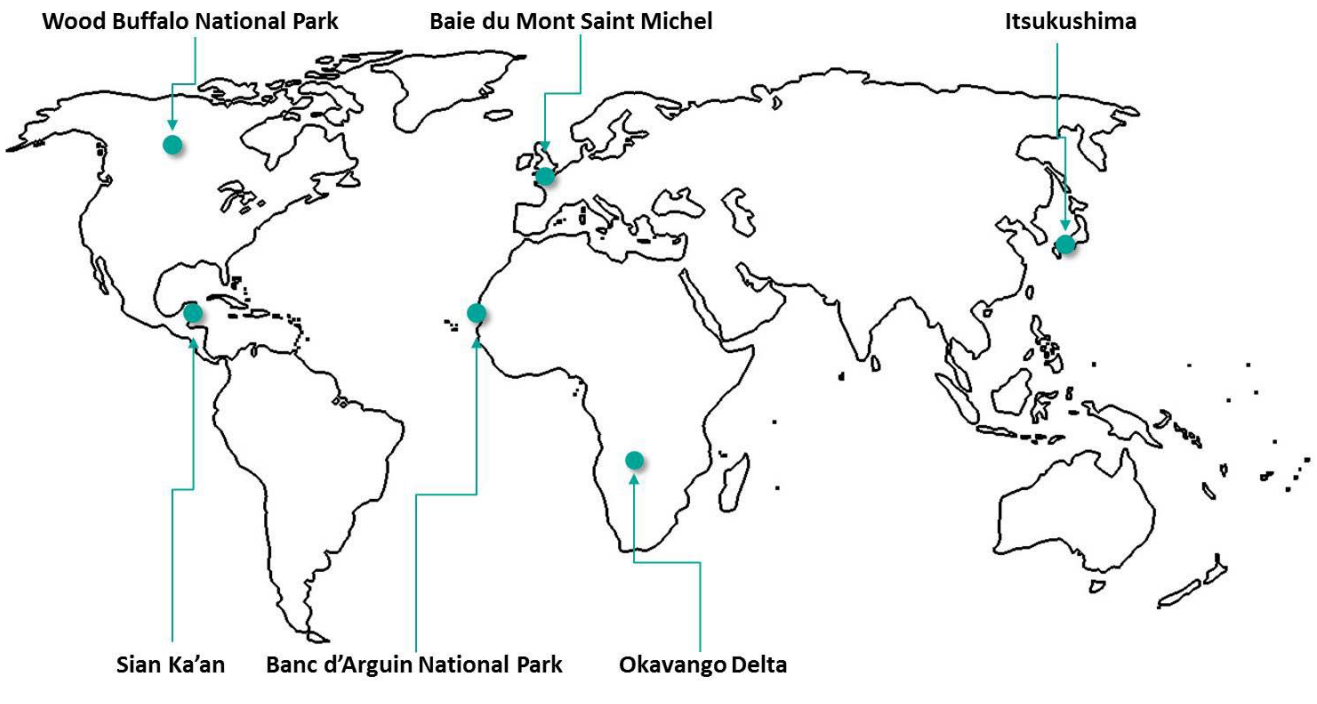 Wood Buffalo National Park
Baie du Mont Saint Michel
Itsukushima
Sian Ka’an
Banc d’Arguin National Park
Okavango Delta